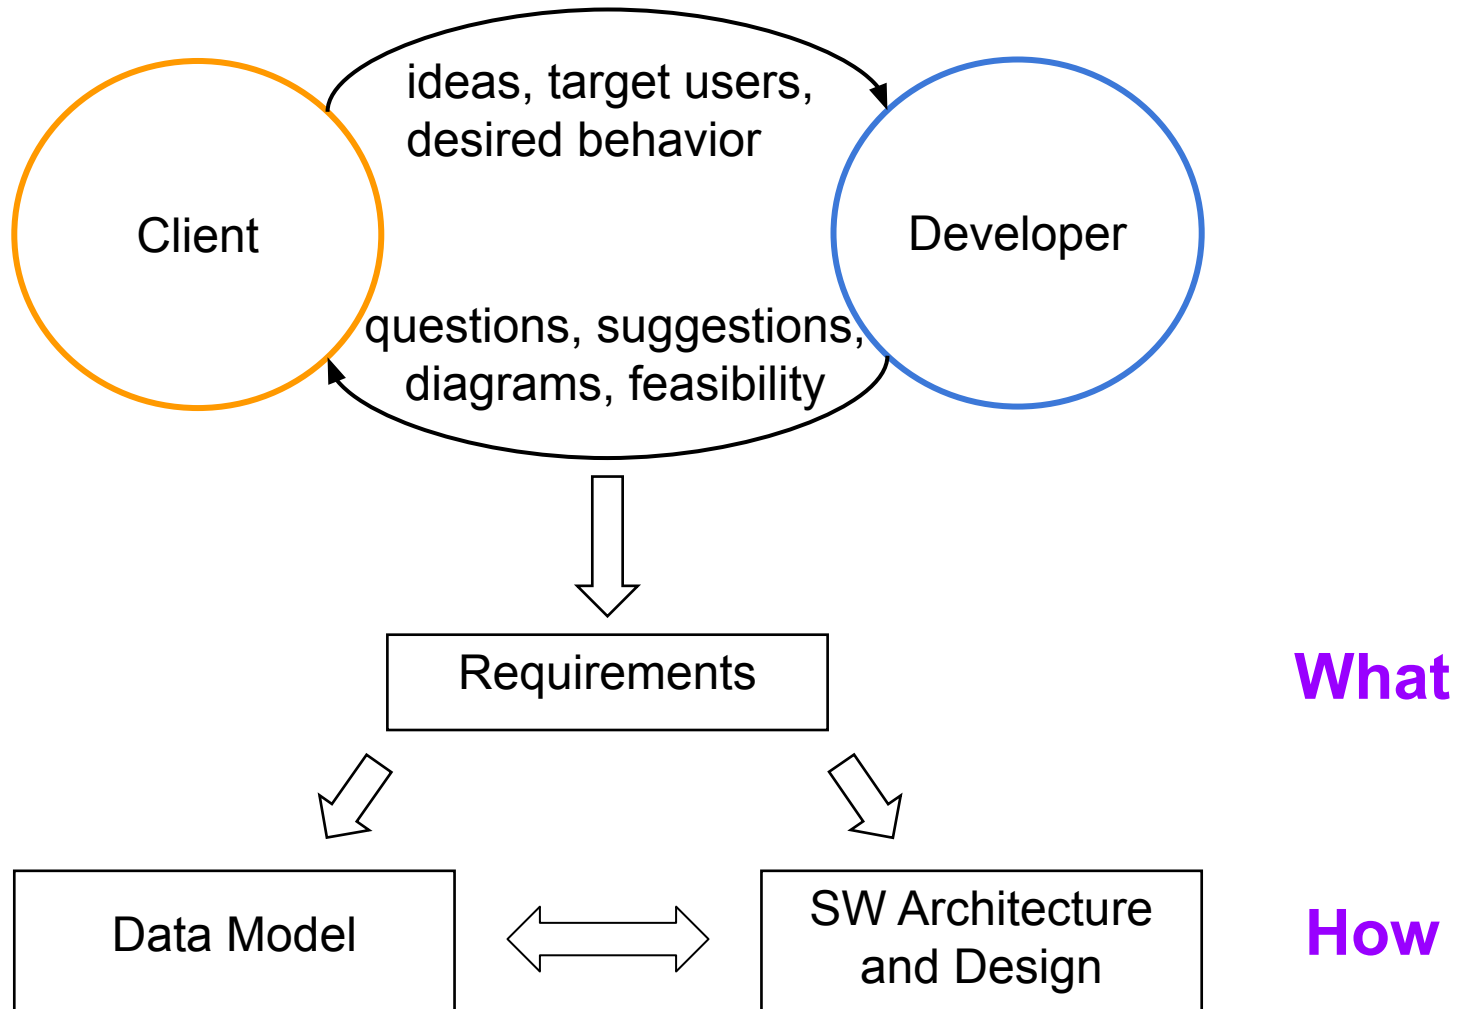 ideas, target users,
desired behavior
Client
Developer
questions, suggestions,
diagrams, feasibility
Requirements
What
Data Model
SW Architecture
and Design
How